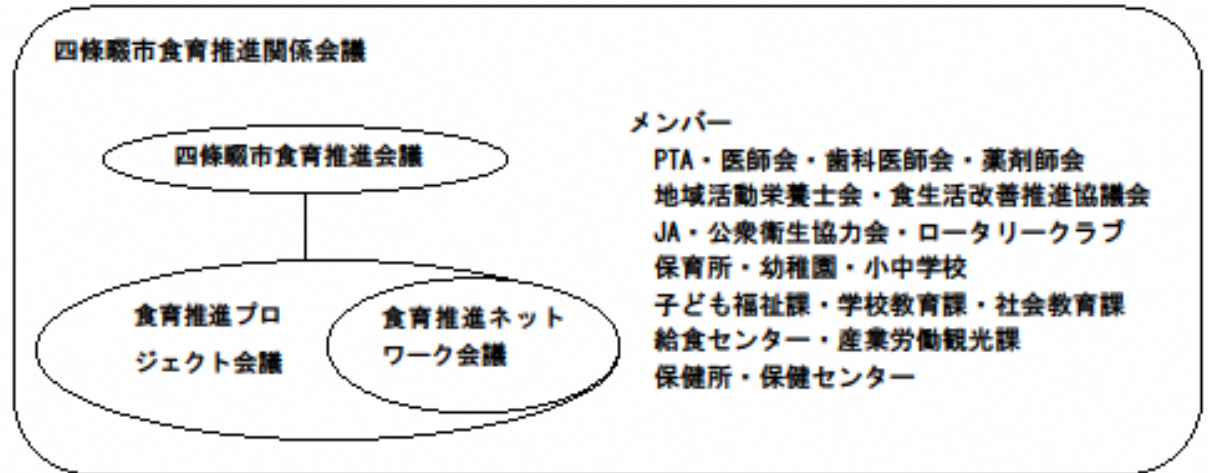 四條畷市食育推進関係会議
四條畷市食育推進会議
食育推進プロ
ジェクト会議
食育推進ネット
ワーク会議
メンバー
PTA・医師会・歯科医師会・薬剤師会
地域活動栄養士会・食生活改善推進協議会
JA・公衆衛生協力会・ロータリークラブ
保育所・幼稚園・小中学校
子ども福祉課・学校教育課・社会教育課
給食センター・産業労働観光課
保健所・保健センター